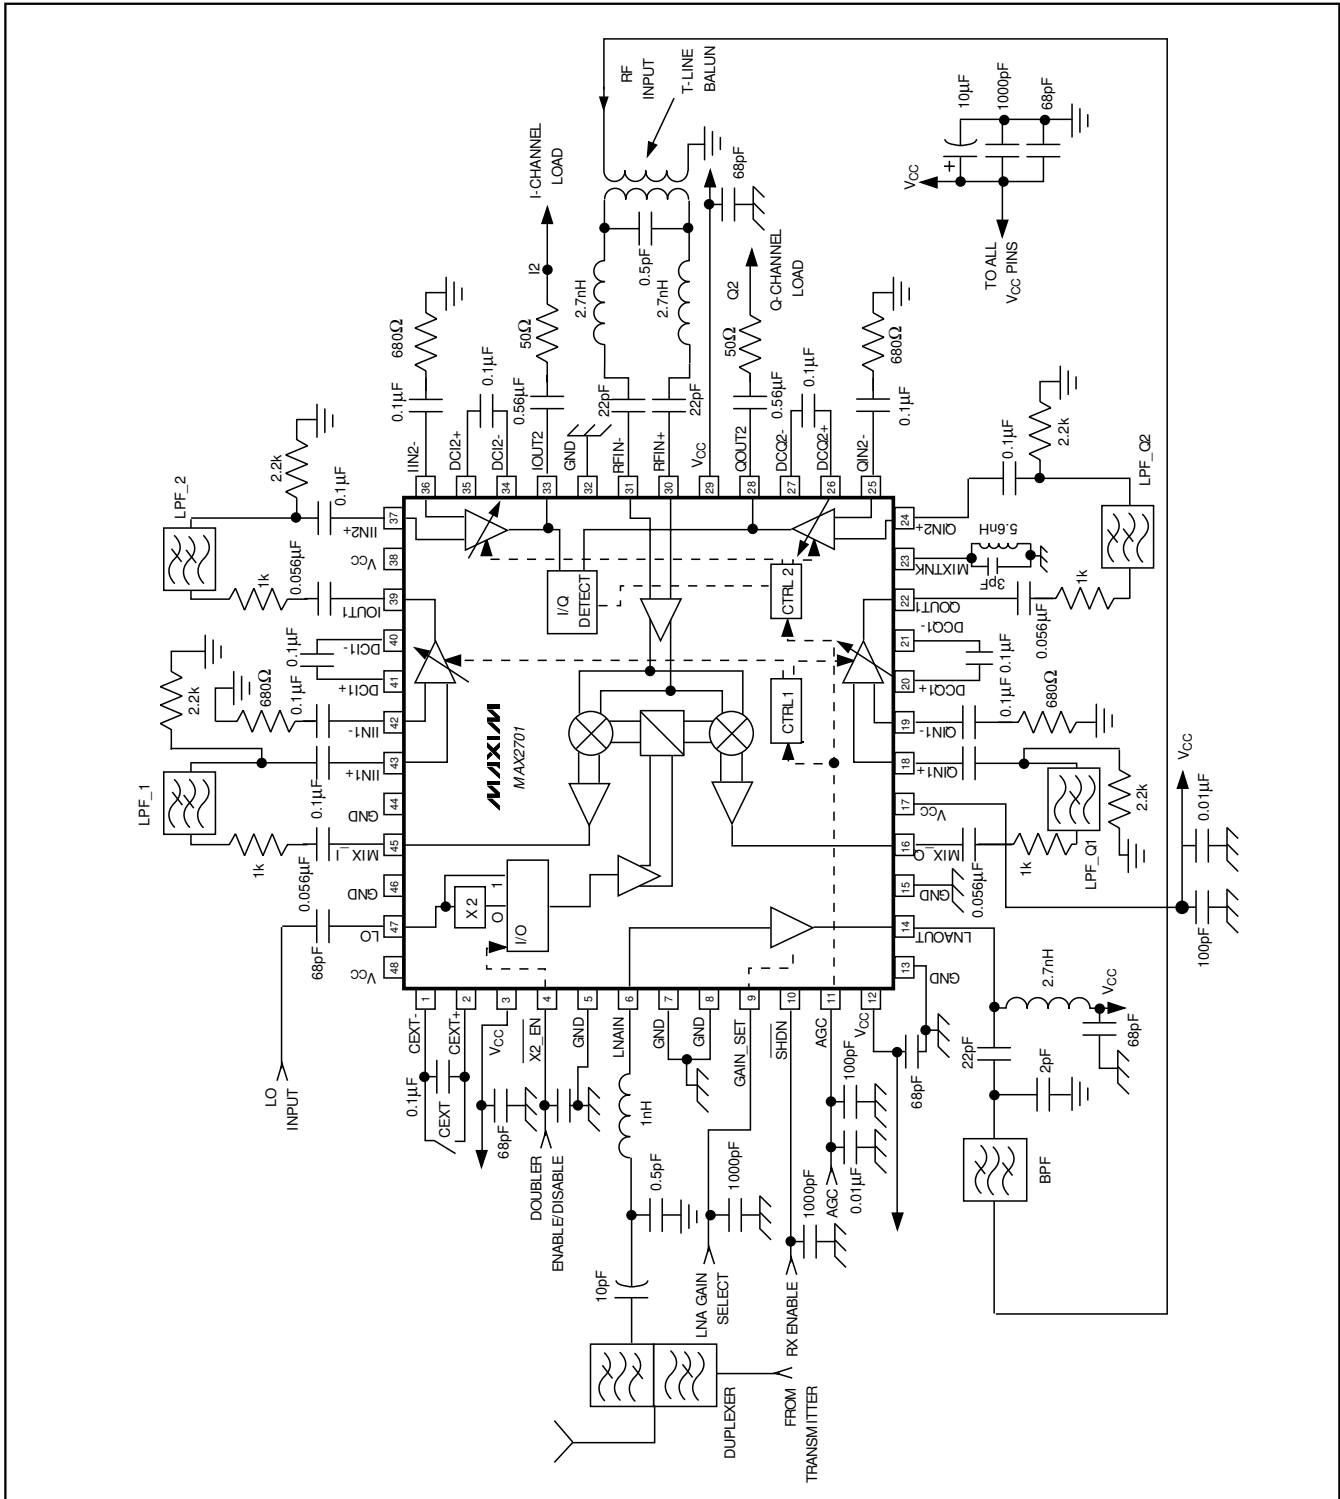 RF
INPUT
T-LINE
BALUN
10µF
1000pF
68pF
VCC
TO ALL
VCC PINS
I-CHANNEL
LOAD
I2
0.5pF
2.7nH
2.7nH
68pF
Q2
Q-CHANNEL
LOAD
680Ω
50Ω
50Ω
680Ω
0.1µF
0.1µF
0.56µF
22pF
22pF
0.56µF
0.1µF
0.1µF
IIN2-
DCI2+
DCI2-
IOUT2
GND
RFIN-
RFIN+
VCC
QOUT2
DCQ2-
DCQ2+
QIN2-
36
35
34
33
32
31
30
29
28
27
26
25
LPF_2
2.2k
0.1µF
1k
0.056µF
2.2k
680Ω
0.1µF
0.1µF
LPF_1
1k
0.1µF
0.056µF
68pF
LO
INPUT
37
IIN2+
38
VCC
39
IOUT1
40
DCI1-
41
DCI1+
42
IIN1-
43
IIN1+
44
GND
45
MIX_I
46
GND
47
LO
48
VCC
I/Q
DETECT
CTRL 2
CTRL1
MAXIM
MAX2701
X 2
1
O
I/O
24
QIN2+
23
MIXTNK
22
QOUT1
21
DCQ1-
20
DCQ1+
19
QIN1-
18
QIN1+
17
VCC
16
MIX_Q
15
GND
14
LNAOUT
13
GND
0.1µF
2.2k
LPF_Q2
5.6nH
3pF
1k
0.056µF
0.1µF
0.1µF
680Ω
2.2k
LPF_Q1
1k
0.056µF
VCC
0.01µF
100pF
1
2
3
4
5
6
7
8
9
10
11
12
CEXT-
CEXT+
VCC
X2_EN
GND
LNAIN
GND
GND
GAIN_SET
SHDN
AGC
VCC
0.1µF
CEXT
68pF
DOUBLER
ENABLE/DISABLE
1nH
0.5pF
1000pF
10pF
LNA GAIN
SELECT
1000pF
RX ENABLE
100pF
0.01µF
AGC
68pF
2.7nH
VCC
68pF
22pF
2pF
BPF
DUPLEXER
FROM
TRANSMITTER